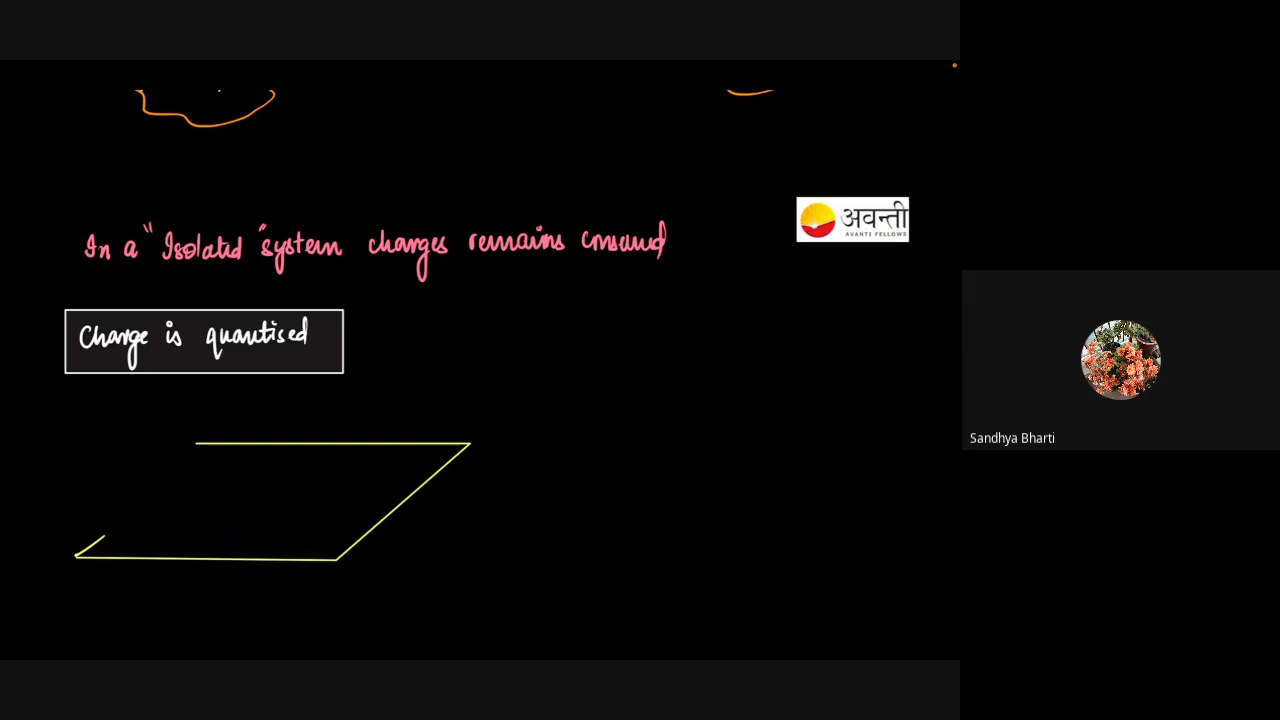 In a "Isolated" system charges remains conserved
अवन्ती
AVANTI FELLOWS
Charge is quantised
Sandhya Bharti